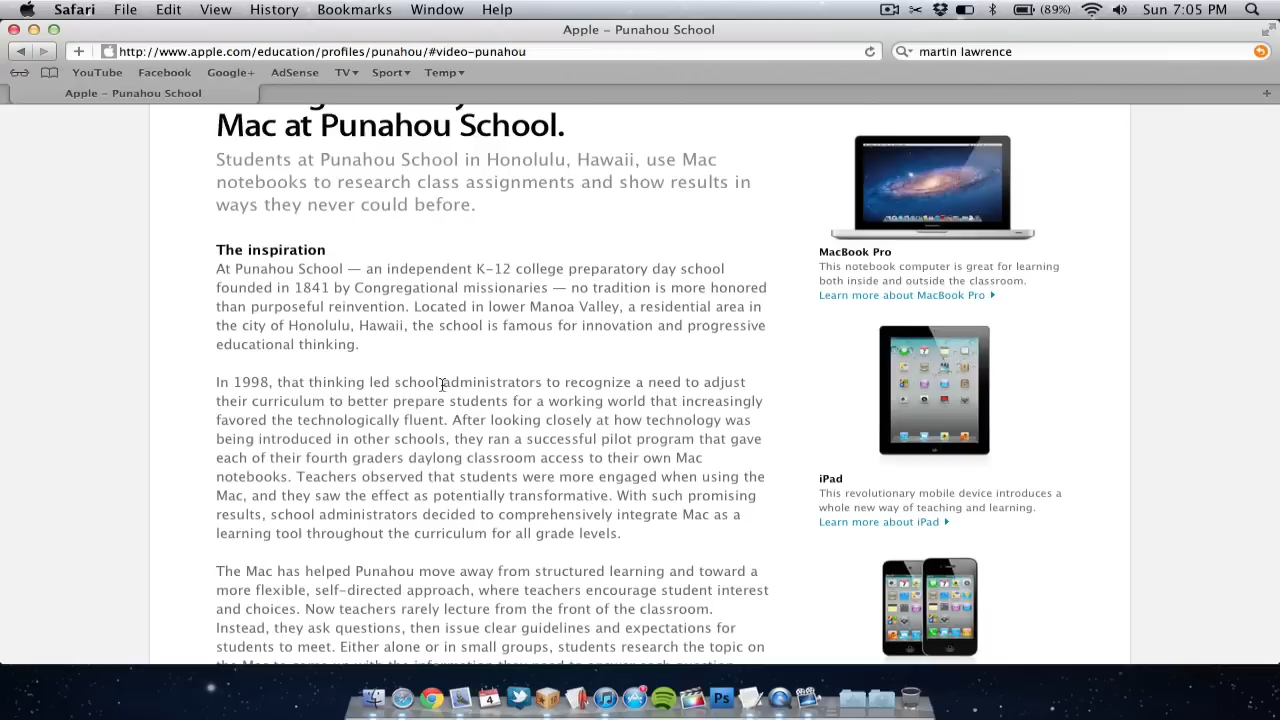 Safari File Edit View History Bookmarks Window Help (89%) Sun 7:05 PM
Apple – Punahou School
http://www.apple.com/education/profiles/punahou/#video-punahou
martin lawrence
YouTube Facebook Google+ AdSense TV▾ Sport▾ Temp▾
Apple – Punahou School
Mac at Punahou School.
Students at Punahou School in Honolulu, Hawaii, use Mac
notebooks to research class assignments and show results in
ways they never could before.
The inspiration
At Punahou School — an independent K–12 college preparatory day school
founded in 1841 by Congregational missionaries — no tradition is more honored
than purposeful reinvention. Located in lower Manoa Valley, a residential area in
the city of Honolulu, Hawaii, the school is famous for innovation and progressive
educational thinking.
In 1998, that thinking led school administrators to recognize a need to adjust
their curriculum to better prepare students for a working world that increasingly
favored the technologically fluent. After looking closely at how technology was
being introduced in other schools, they ran a successful pilot program that gave
each of their fourth graders daylong classroom access to their own Mac
notebooks. Teachers observed that students were more engaged when using the
Mac, and they saw the effect as potentially transformative. With such promising
results, school administrators decided to comprehensively integrate Mac as a
learning tool throughout the curriculum for all grade levels.
The Mac has helped Punahou move away from structured learning and toward a
more flexible, self-directed approach, where teachers encourage student interest
and choices. Now teachers rarely lecture from the front of the classroom.
Instead, they ask questions, then issue clear guidelines and expectations for
students to meet. Either alone or in small groups, students research the topic on
MacBook Pro
This notebook computer is great for learning
both inside and outside the classroom.
Learn more about MacBook Pro
iPad
This revolutionary mobile device introduces a
whole new way of teaching and learning.
Learn more about iPad
4
Ps